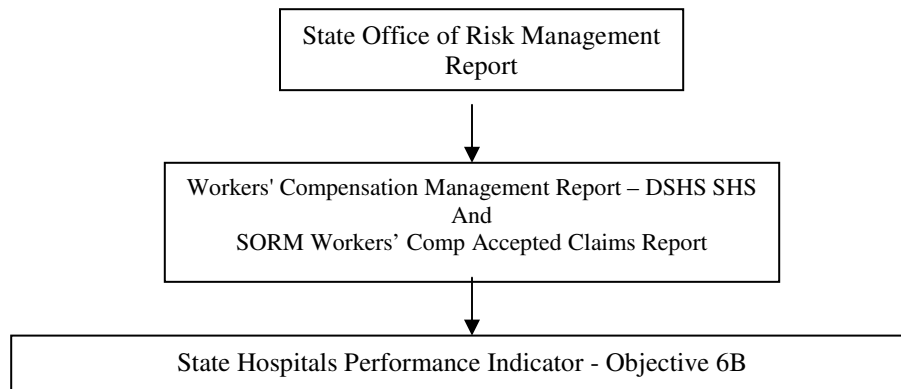 State Office of Risk Management
Report
Workers' Compensation Management Report – DSHS SHS
And
SORM Workers’ Comp Accepted Claims Report
State Hospitals Performance Indicator - Objective 6B